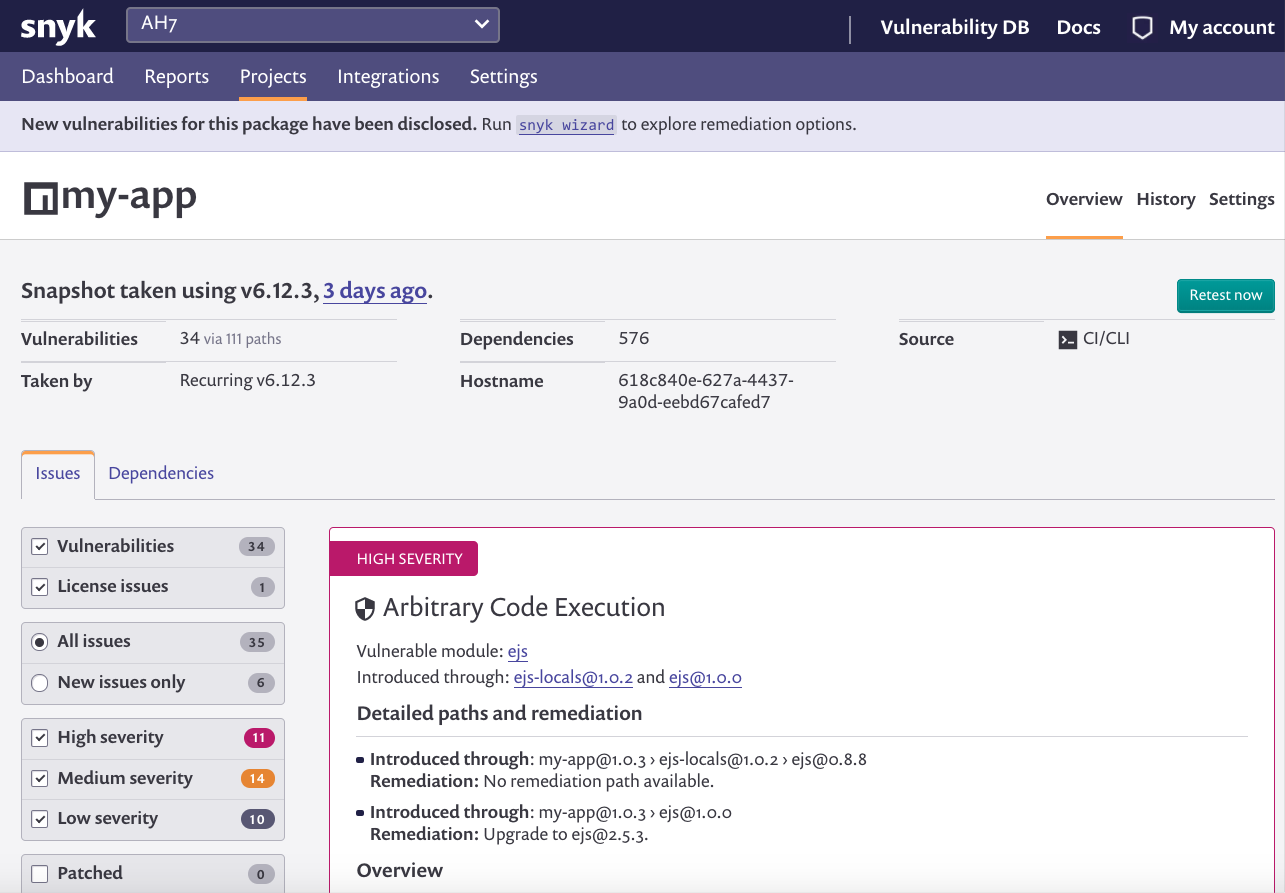 snyk
AH7
Vulnerability DB
Docs
My account
Dashboard
Reports
Projects
Integrations
Settings
New vulnerabilities for this package have been disclosed. Run snyk wizard to explore remediation options.
my-app
Overview
History
Settings
Snapshot taken using v6.12.3, 3 days ago.
Retest now
Vulnerabilities
34 via 111 paths
Dependencies
576
Source
CI/CLI
Taken by
Recurring v6.12.3
Hostname
618c840e-627a-4437-
9a0d-eebd67cafed7
Issues
Dependencies
Vulnerabilities 34
License issues 1
All issues 35
New issues only 6
High severity 11
Medium severity 14
Low severity 10
Patched 0
HIGH SEVERITY
Arbitrary Code Execution
Vulnerable module: ejs
Introduced through: ejs-locals@1.0.2 and ejs@1.0.0
Detailed paths and remediation
Introduced through: my-app@1.0.3 › ejs-locals@1.0.2 › ejs@0.8.8
Remediation: No remediation path available.
Introduced through: my-app@1.0.3 › ejs@1.0.0
Remediation: Upgrade to ejs@2.5.3.
Overview